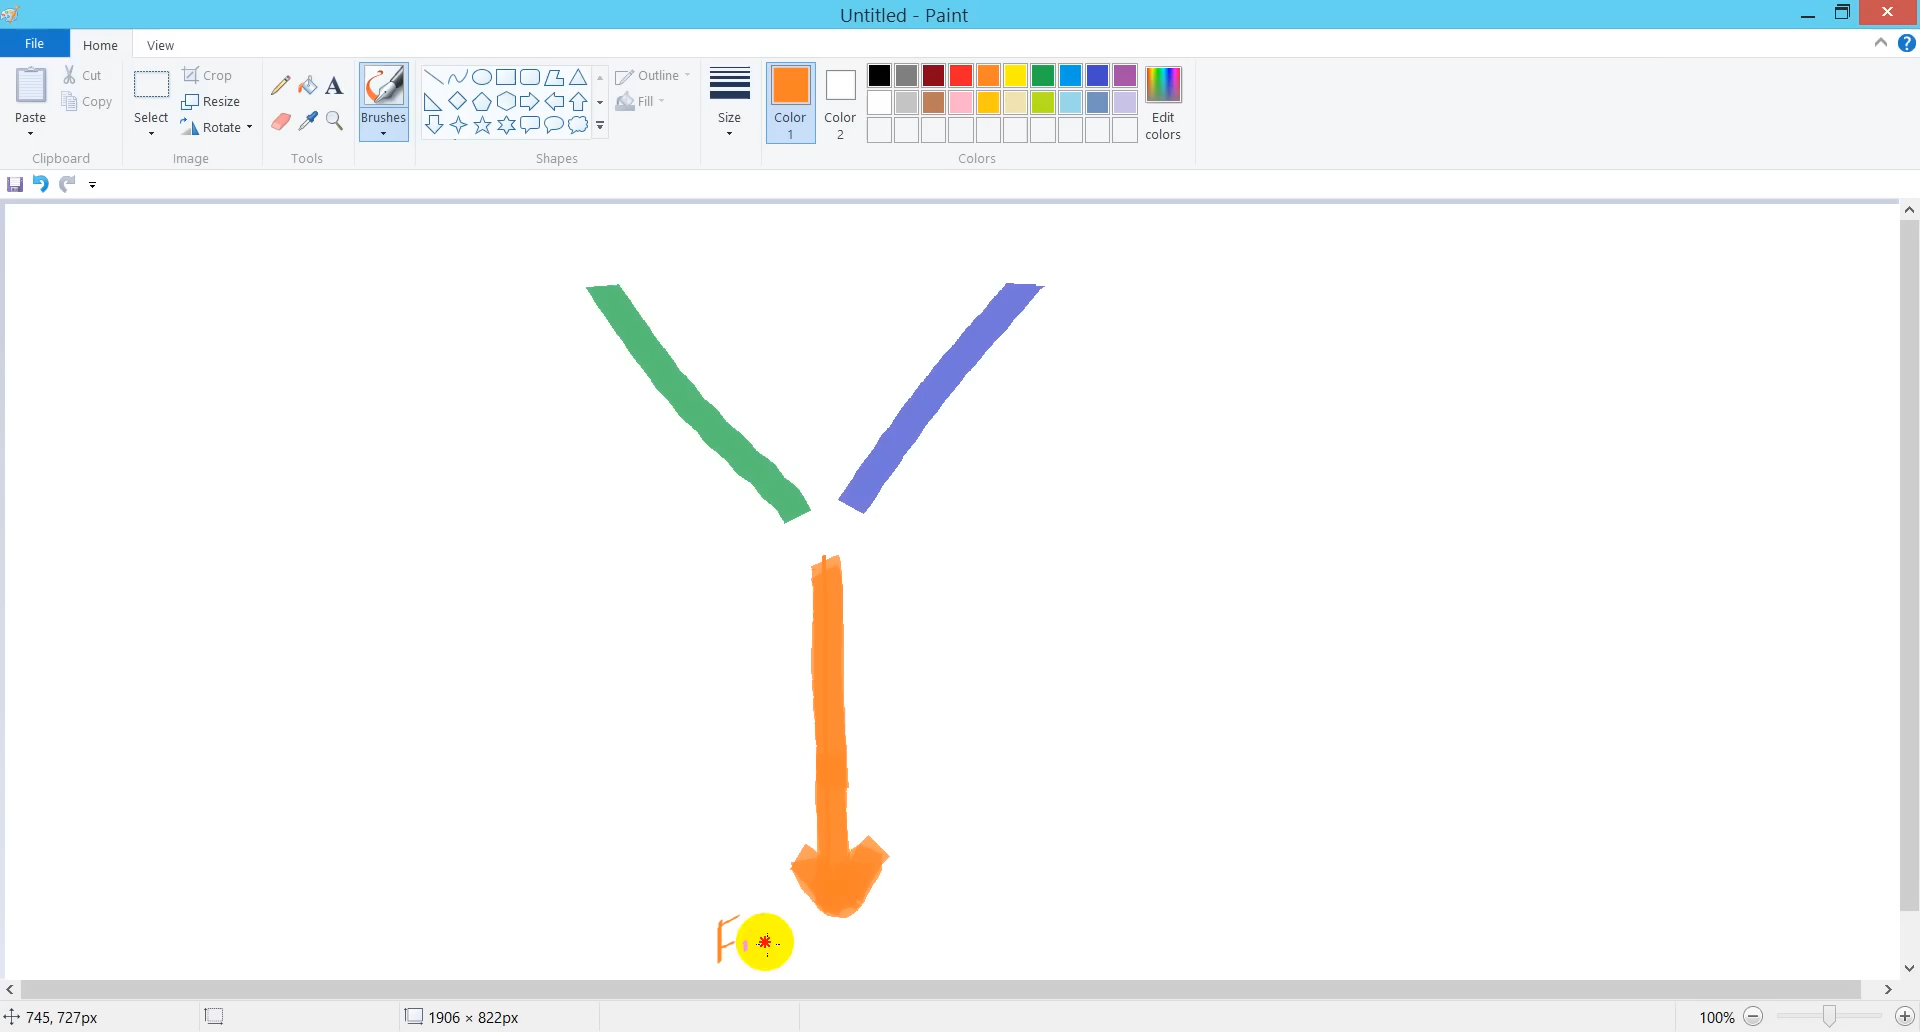 Untitled - Paint
File Home View
Paste Cut Copy Select Crop Resize Rotate A Brushes Outline Fill Size Color 1 Color 2 Edit colors
Clipboard Image Tools Shapes Colors
F
745, 727px 1906 × 822px 100%